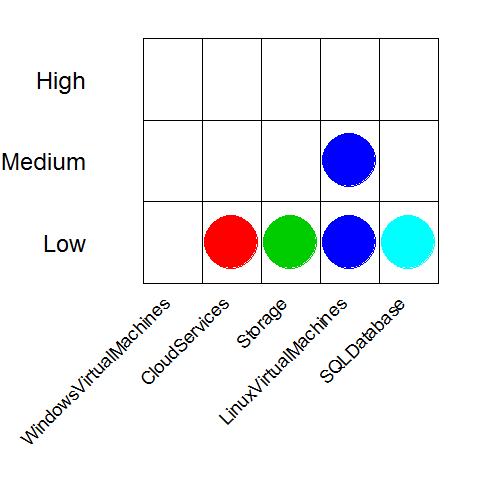 High
Medium
Low
WindowsVirtualMachines
CloudServices
Storage
LinuxVirtualMachines
SQLDatabase